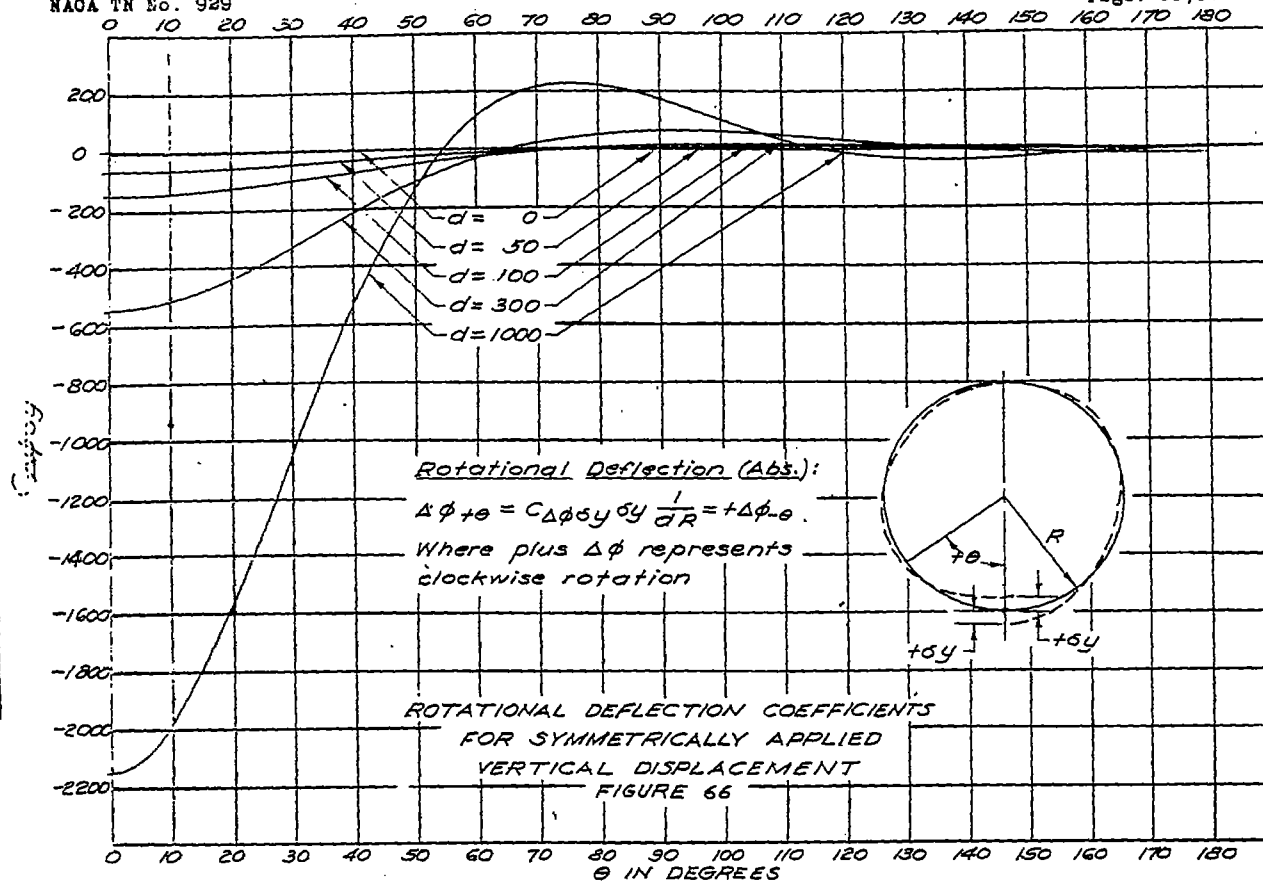 NACA TN No. 929
0 10 20 30 40 50 60 70 80 90 100 110 120 130 140 150 160 170 180
200
0
-200
-400
-600
-800
-1000
-1200
-1400
-1600
-1800
-2000
-2200
d = 0
d = 50
d = 100
d = 300
d = 1000
Rotational Deflection (Abs.):
Δφ+θ = CΔφδy δy 1/dR = +Δφ-θ.
Where plus Δφ represents
clockwise rotation
+θ
R
+δy
+δy
ROTATIONAL DEFLECTION COEFFICIENTS
FOR SYMMETRICALLY APPLIED
VERTICAL DISPLACEMENT
FIGURE 66
0 10 20 30 40 50 60 70 80 90 100 110 120 130 140 150 160 170 180
θ IN DEGREES